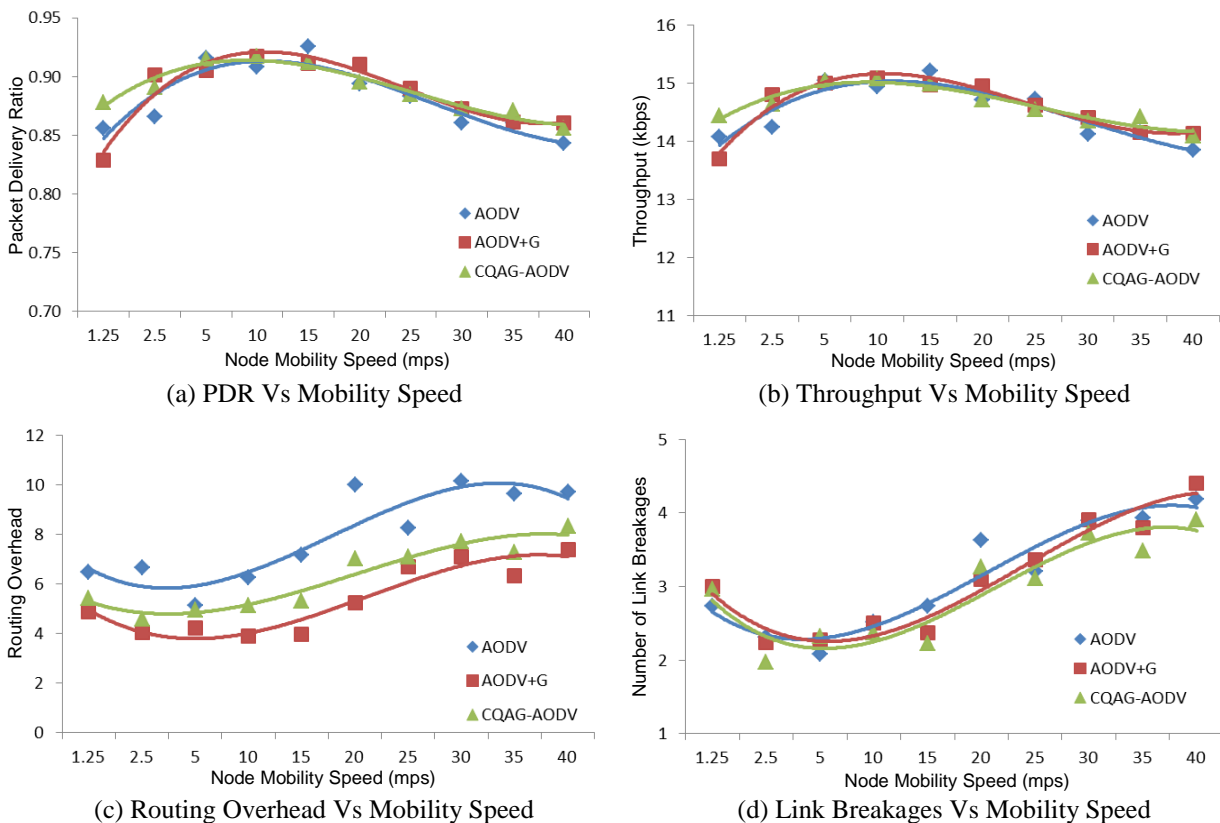 0.95
0.90
0.85
0.80
0.75
0.70
Packet Delivery Ratio
AODV
AODV+G
CQAG-AODV
1.25 2.5 5 10 15 20 25 30 35 40
Node Mobility Speed (mps)
(a) PDR Vs Mobility Speed
16
15
14
13
12
11
Throughput (kbps)
AODV
AODV+G
CQAG-AODV
1.25 2.5 5 10 15 20 25 30 35 40
Node Mobility Speed (mps)
(b) Throughput Vs Mobility Speed
12
10
8
6
4
2
0
Routing Overhead
AODV
AODV+G
CQAG-AODV
1.25 2.5 5 10 15 20 25 30 35 40
Node Mobility Speed (mps)
(c) Routing Overhead Vs Mobility Speed
5
4
3
2
1
Number of Link Breakages
AODV
AODV+G
CQAG-AODV
1.25 2.5 5 10 15 20 25 30 35 40
Node Mobility Speed (mps)
(d) Link Breakages Vs Mobility Speed